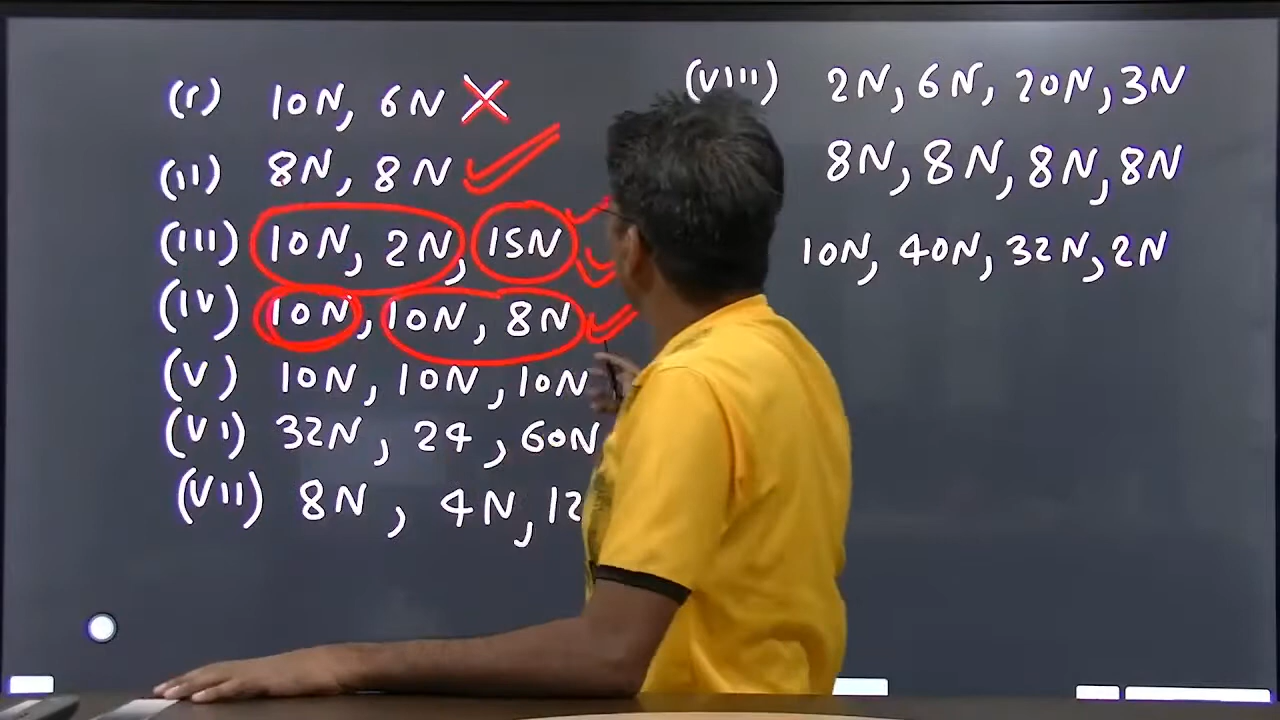 (I) 10N, 6N
(II) 8N, 8N
(III) 10N, 2N, 15N
(IV) 10N, 10N, 8N
(V) 10N, 10N, 10N
(VI) 32N, 24, 60N
(VII) 8N, 4N, 12
(VIII) 2N, 6N, 20N, 3N
8N, 8N, 8N, 8N
10N, 40N, 32N, 2N